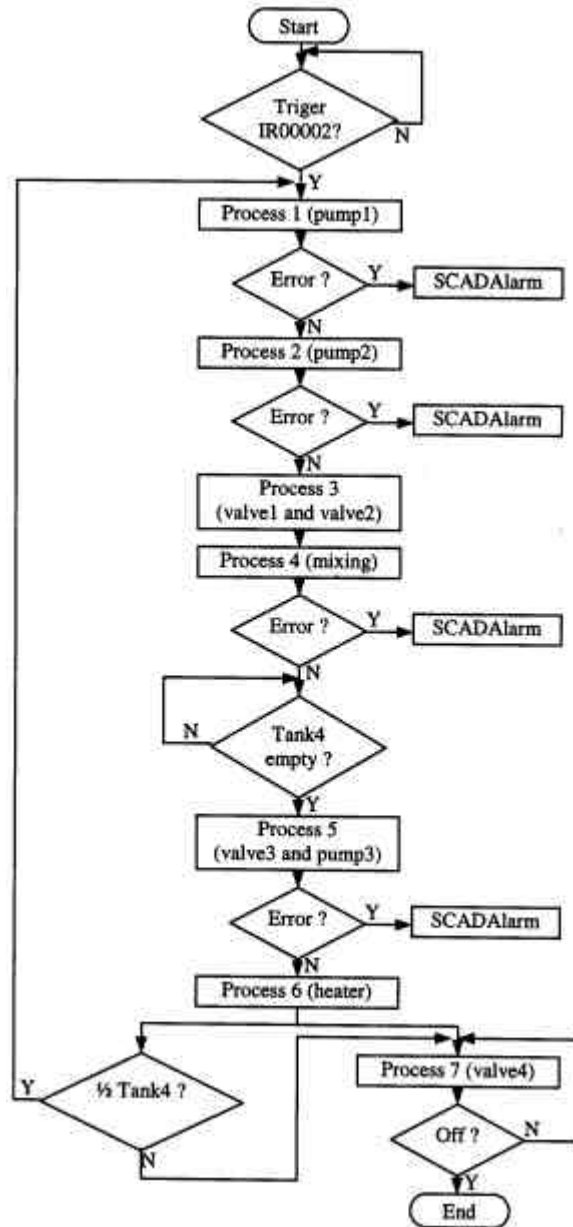 Start
Triger
IR00002?
N
Y
Process 1 (pump1)
Error ?
Y
SCADAlarm
N
Process 2 (pump2)
Error ?
Y
SCADAlarm
N
Process 3
(valve1 and valve2)
Process 4 (mixing)
Error ?
Y
SCADAlarm
N
N
Tank4
empty ?
Y
Process 5
(valve3 and pump3)
Error ?
Y
SCADAlarm
N
Process 6 (heater)
Y
½ Tank4 ?
N
Process 7 (valve4)
Off ?
N
Y
End